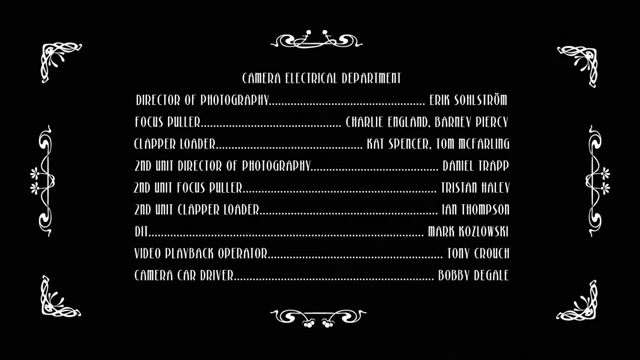 CAMERA ELECTRICAL DEPARTMENT
DIRECTOR OF PHOTOGRAPHY.................................................. ERIK SOHLSTRÖM
FOCUS PULLER............................................. CHARLIE ENGLAND, BARNEY PIERCY
CLAPPER LOADER............................................... KAT SPENCER, TOM MCFARLING
2ND UNIT DIRECTOR OF PHOTOGRAPHY......................................... DANIEL TRAPP
2ND UNIT FOCUS PULLER.............................................................. TRISTAN HALEY
2ND UNIT CLAPPER LOADER......................................................... IAN THOMPSON
DIT........................................................................................ MARK KOZLOWSKI
VIDEO PLAYBACK OPERATOR........................................................ TONY CROUCH
CAMERA CAR DRIVER................................................................ BOBBY DEGALE